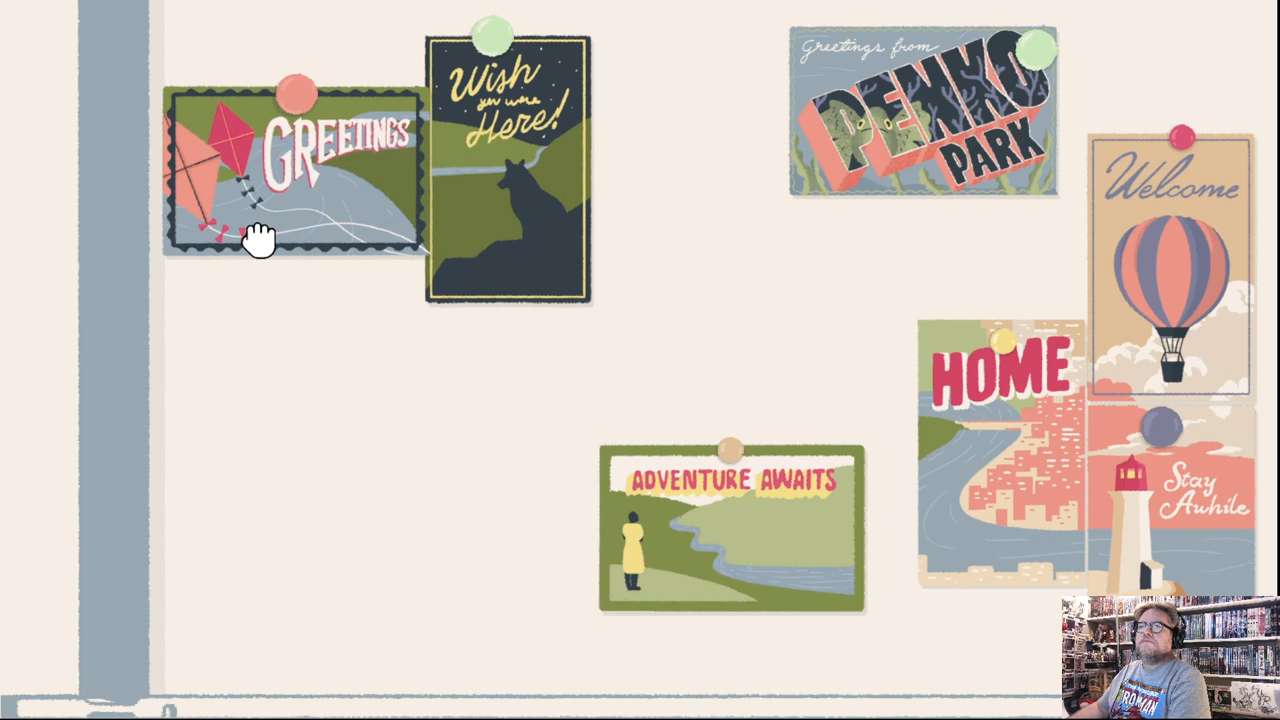 GREETINGS
Wish
you were
Here!
Greetings from
PENKO
PARK
Welcome
HOME
ADVENTURE AWAITS
Stay
Awhile